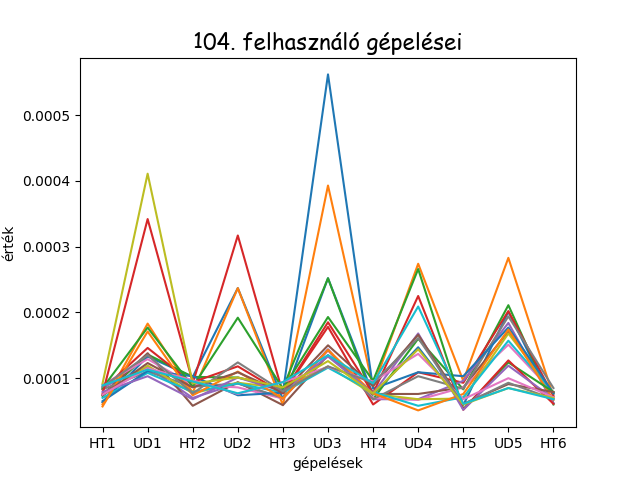 104. felhasználó gépelései
érték
0.0005
0.0004
0.0003
0.0002
0.0001
HT1 UD1 HT2 UD2 HT3 UD3 HT4 UD4 HT5 UD5 HT6
gépelések